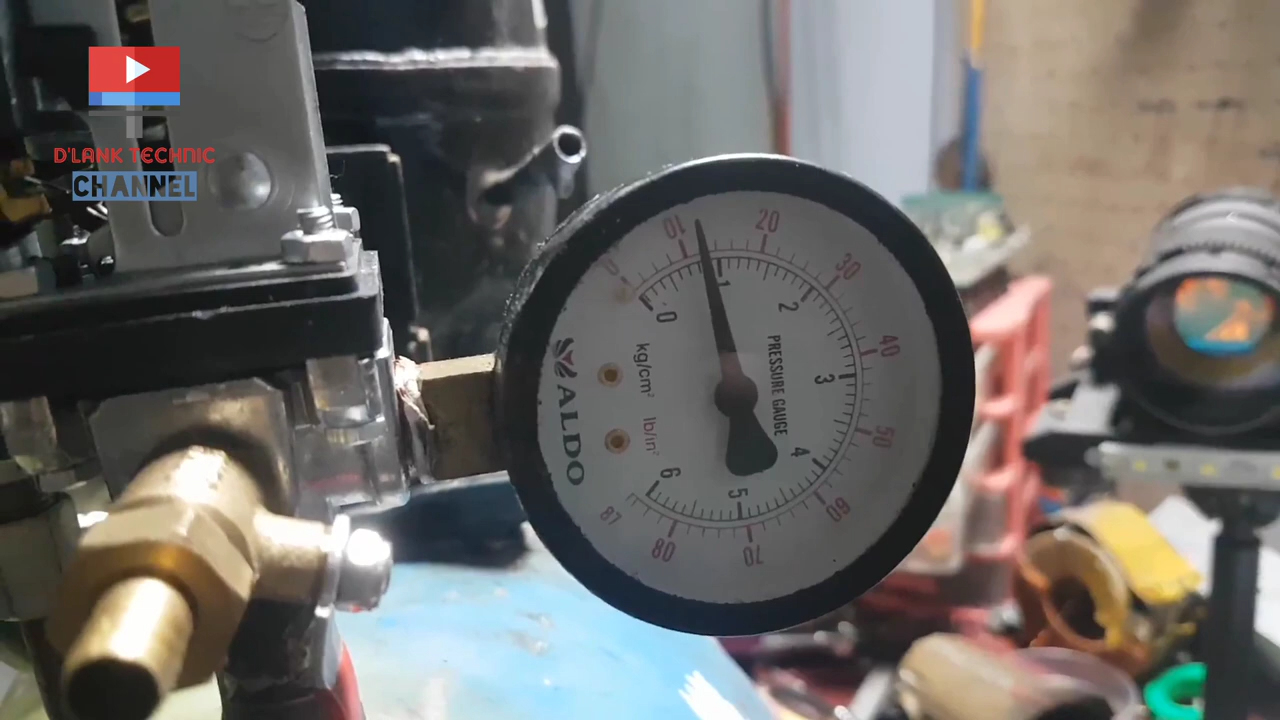 D'LANK TECHNIC
CHANNEL
0
10
20
30
40
50
60
70
80
87
0
1
2
3
4
5
6
kg/cm²
lb/in²
PRESSURE GAUGE
ALDO